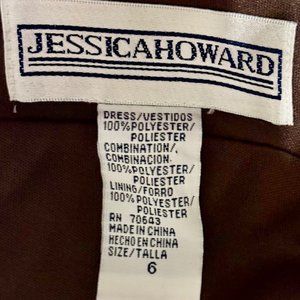 JESSICAHOWARD
DRESS/VESTIDOS
100%POLYESTER/
POLIESTER
COMBINATION/,
COMBINACION.
100%POLYESTER/
POLIESTER
LINING/FORRO
100%POLYESTER/
POLIESTER
RN 70643
MADE IN CHINA
HECHO EN CHINA
SIZE/TALLA
6